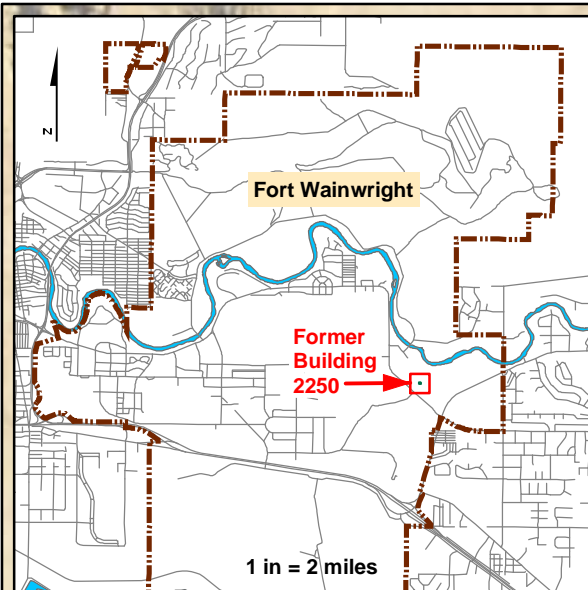 N
Fort Wainwright
Former
Building
2250
1 in = 2 miles